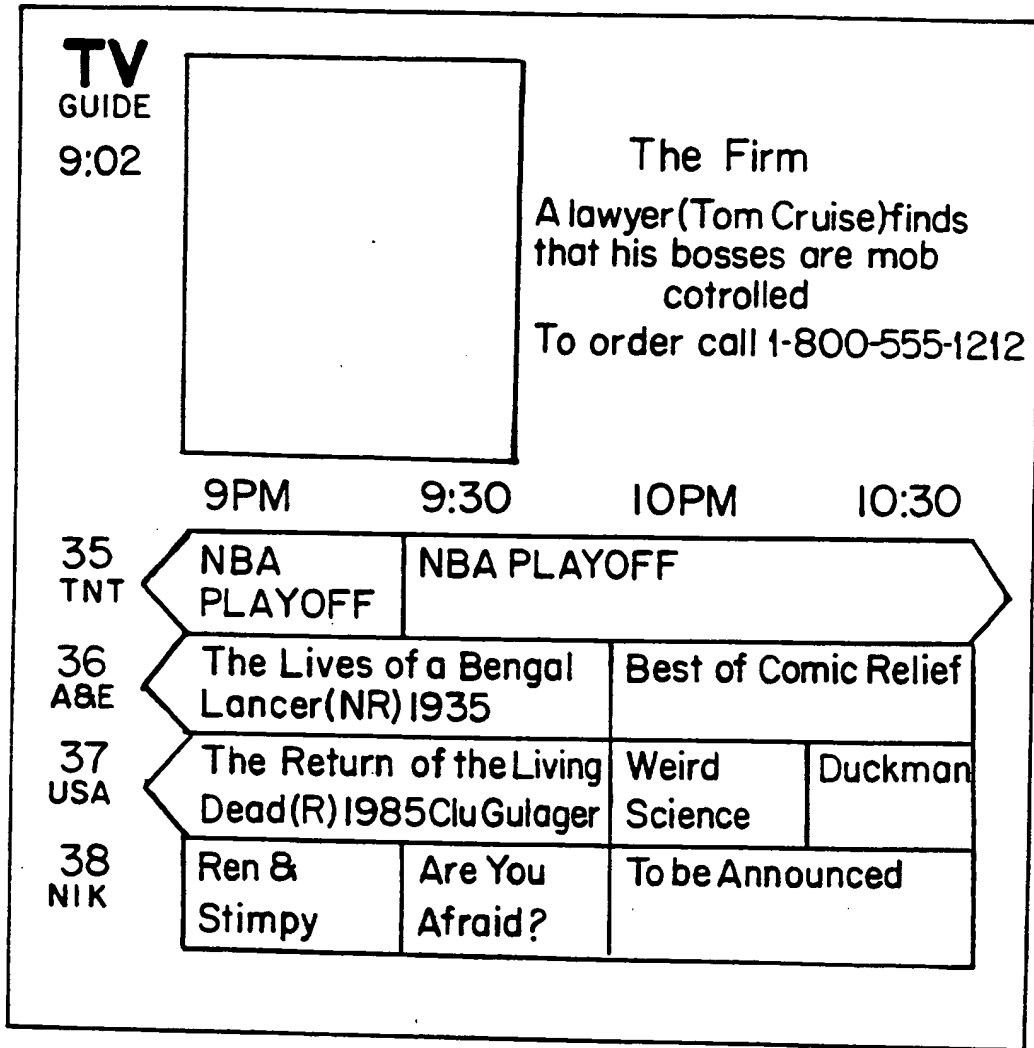 TV
GUIDE
9:02
The Firm
A lawyer(Tom Cruise)finds
that his bosses are mob
cotrolled
To order call 1-800-555-1212
9PM 9:30 10PM 10:30
35
TNT
NBA
PLAYOFF
NBA PLAYOFF
36
A&E
The Lives of a Bengal
Lancer(NR) 1935
Best of Comic Relief
37
USA
The Return of the Living
Dead(R) 1985 Clu Gulager
Weird
Science
Duckman
38
NIK
Ren &
Stimpy
Are You
Afraid?
To be Announced